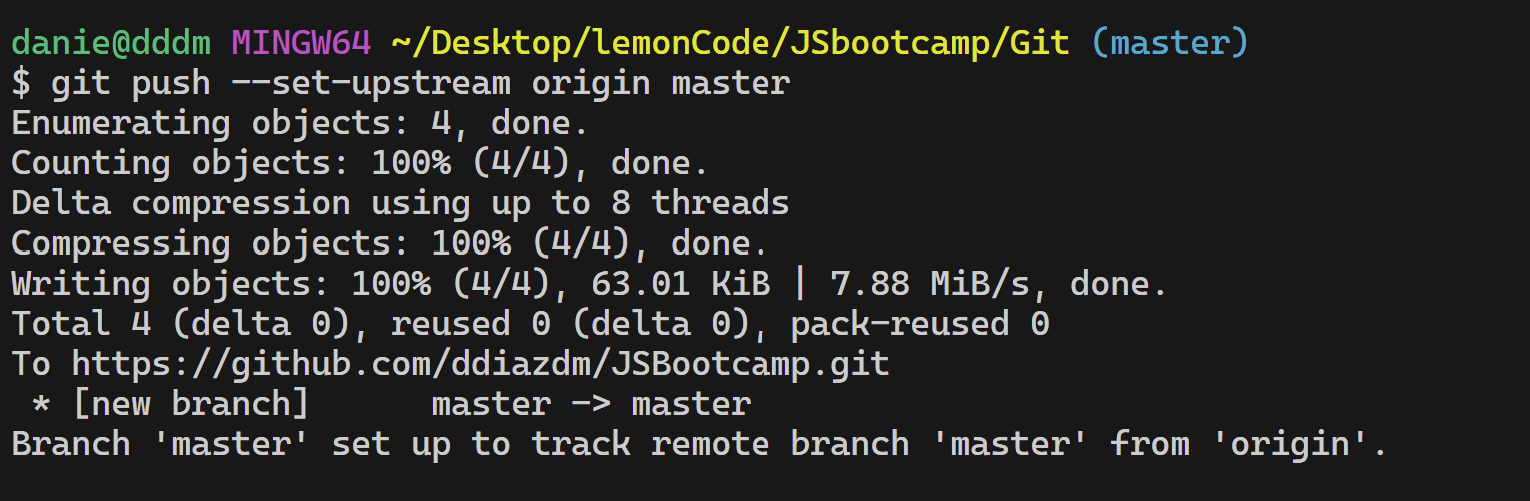 danie@dddm MINGW64 ~/Desktop/lemonCode/JSbootcamp/Git (master)
$ git push --set-upstream origin master
Enumerating objects: 4, done.
Counting objects: 100% (4/4), done.
Delta compression using up to 8 threads
Compressing objects: 100% (4/4), done.
Writing objects: 100% (4/4), 63.01 KiB | 7.88 MiB/s, done.
Total 4 (delta 0), reused 0 (delta 0), pack-reused 0
To https://github.com/ddiazdm/JSBootcamp.git
 * [new branch]      master -> master
Branch 'master' set up to track remote branch 'master' from 'origin'.